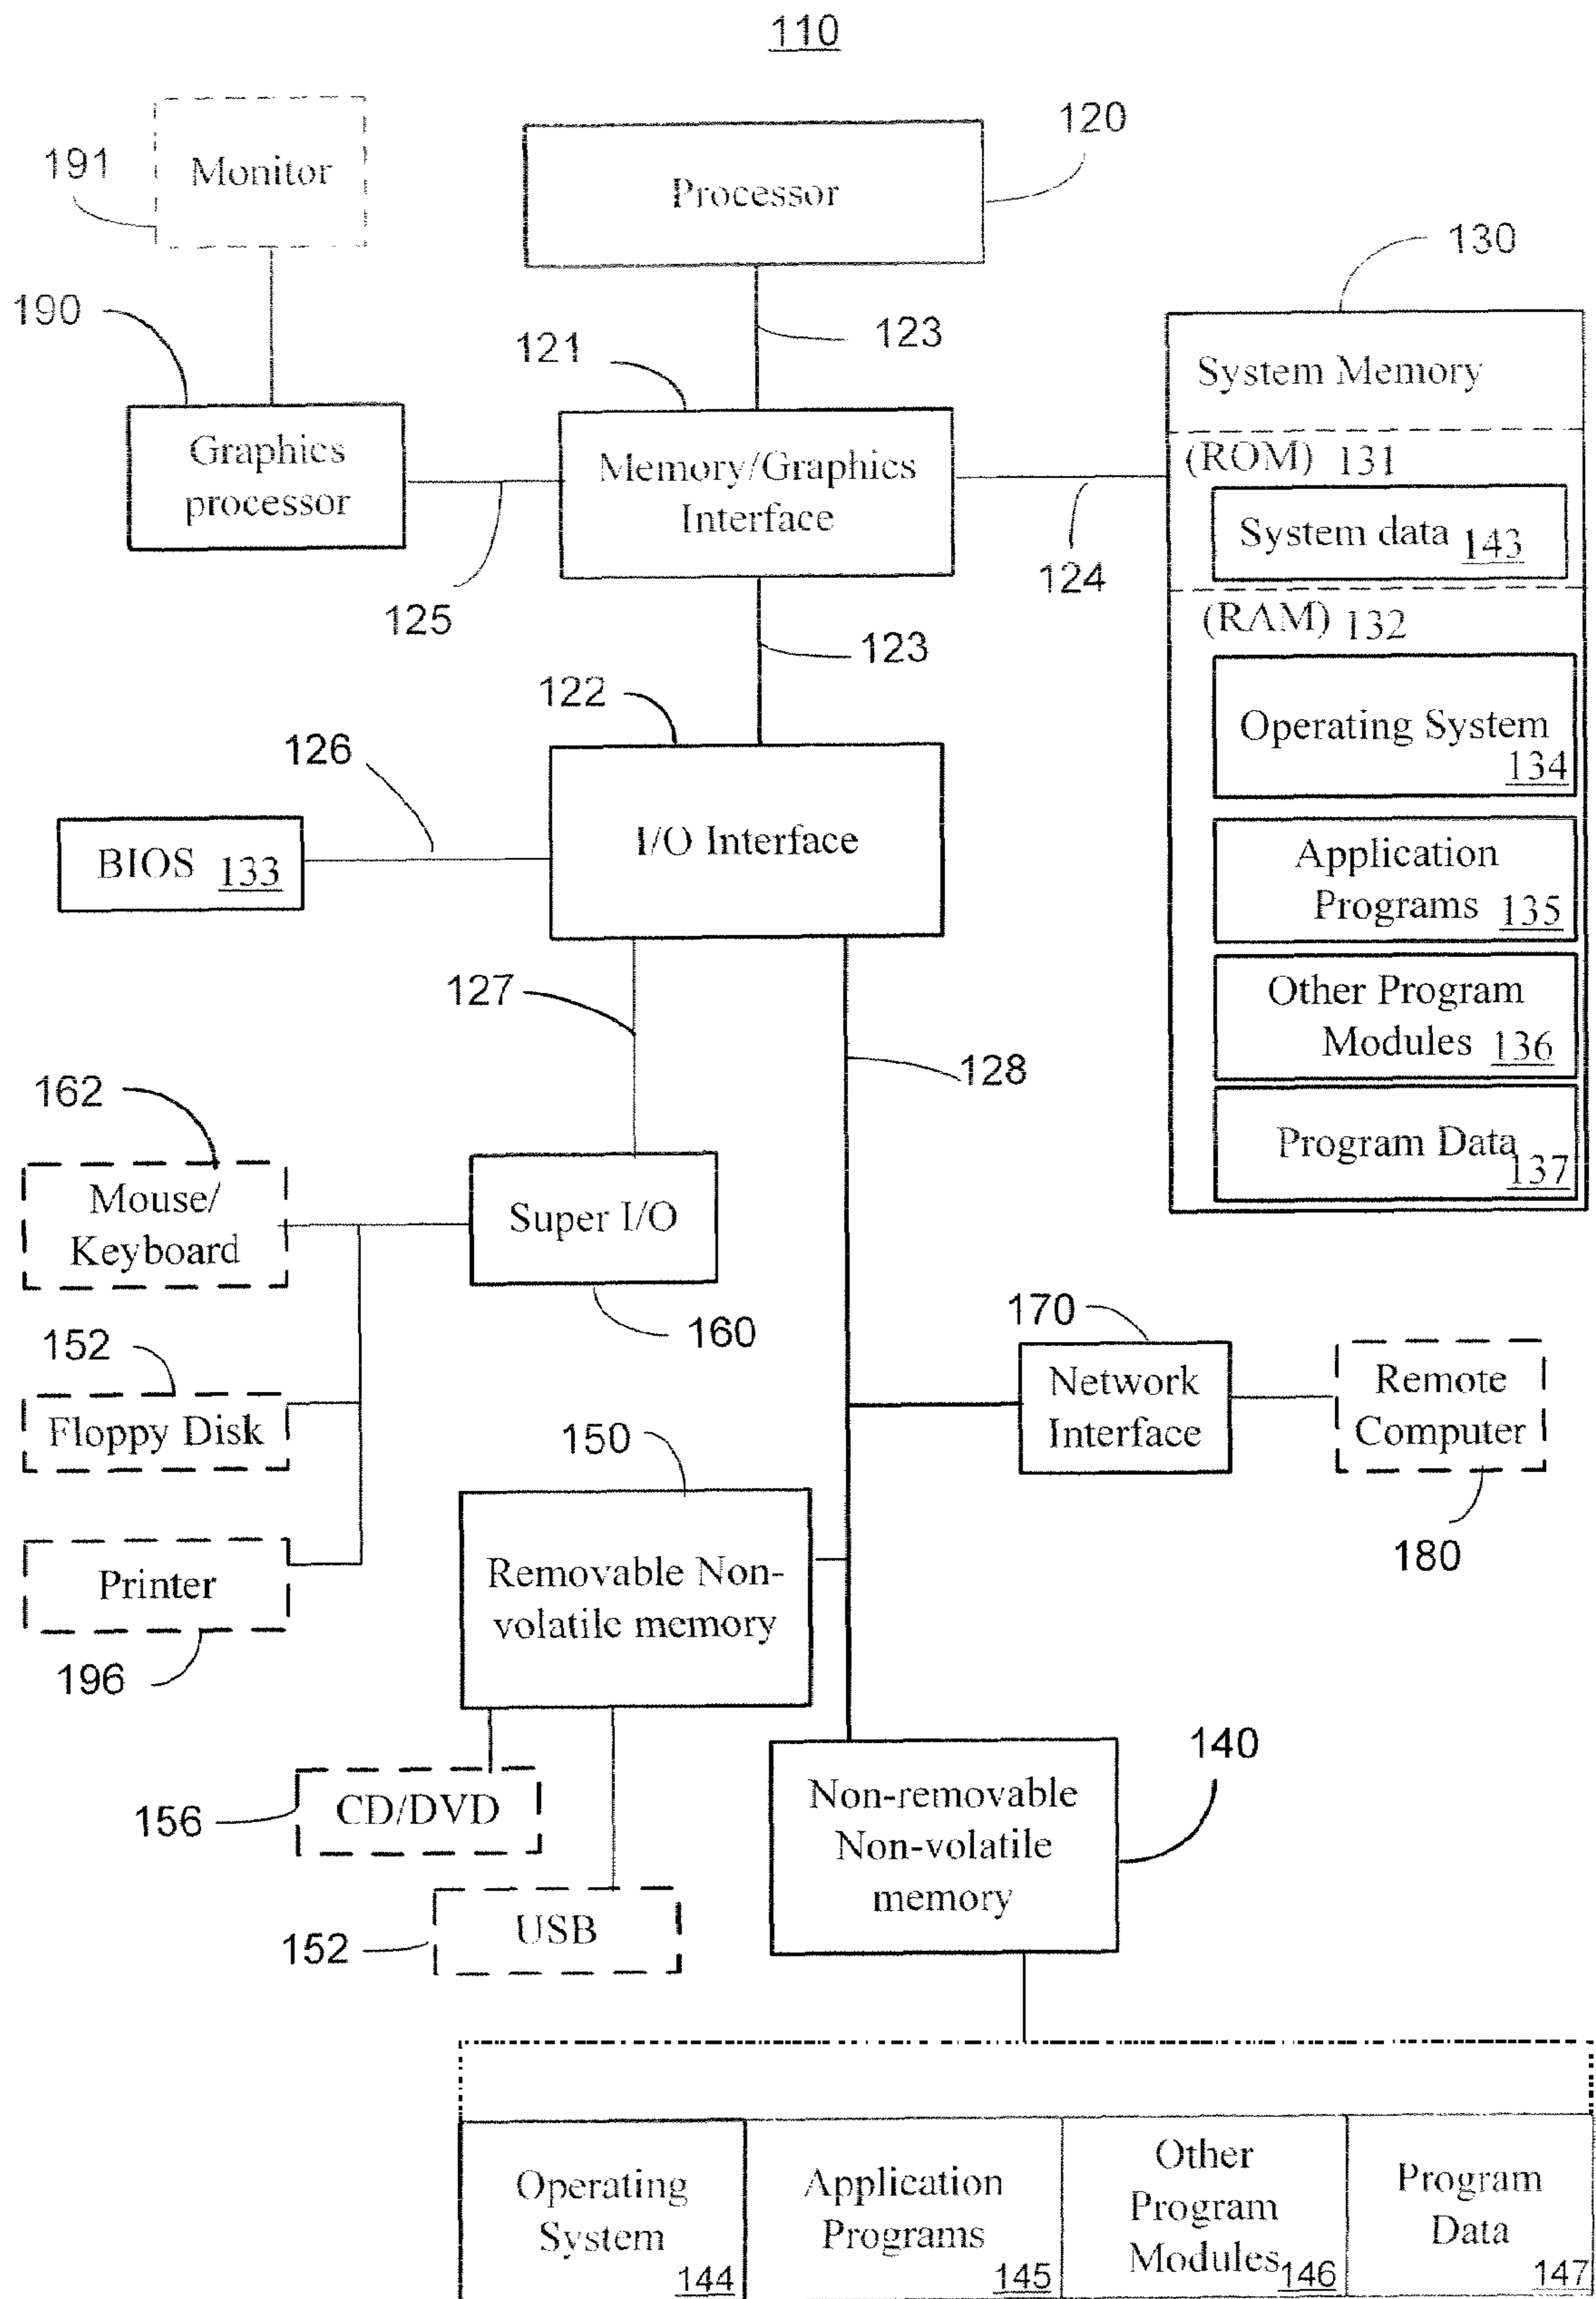 110
Monitor
191
Processor
120
190
121
123
130
System Memory
Graphics
processor
Memory/Graphics
Interface
(ROM) 131
System data 143
125
124
(RAM) 132
123
122
Operating System
134
126
BIOS 133
I/O Interface
Application
Programs 135
127
128
Other Program
Modules 136
162
Program Data
137
Mouse/
Keyboard
Super I/O
160
170
152
Floppy Disk
Network
Interface
Remote
Computer
180
150
Removable Non-
volatile memory
Printer
196
140
156
CD/DVD
Non-removable
Non-volatile
memory
152
USB
Operating
System
144
Application
Programs
145
Other
Program
Modules 146
Program
Data
147